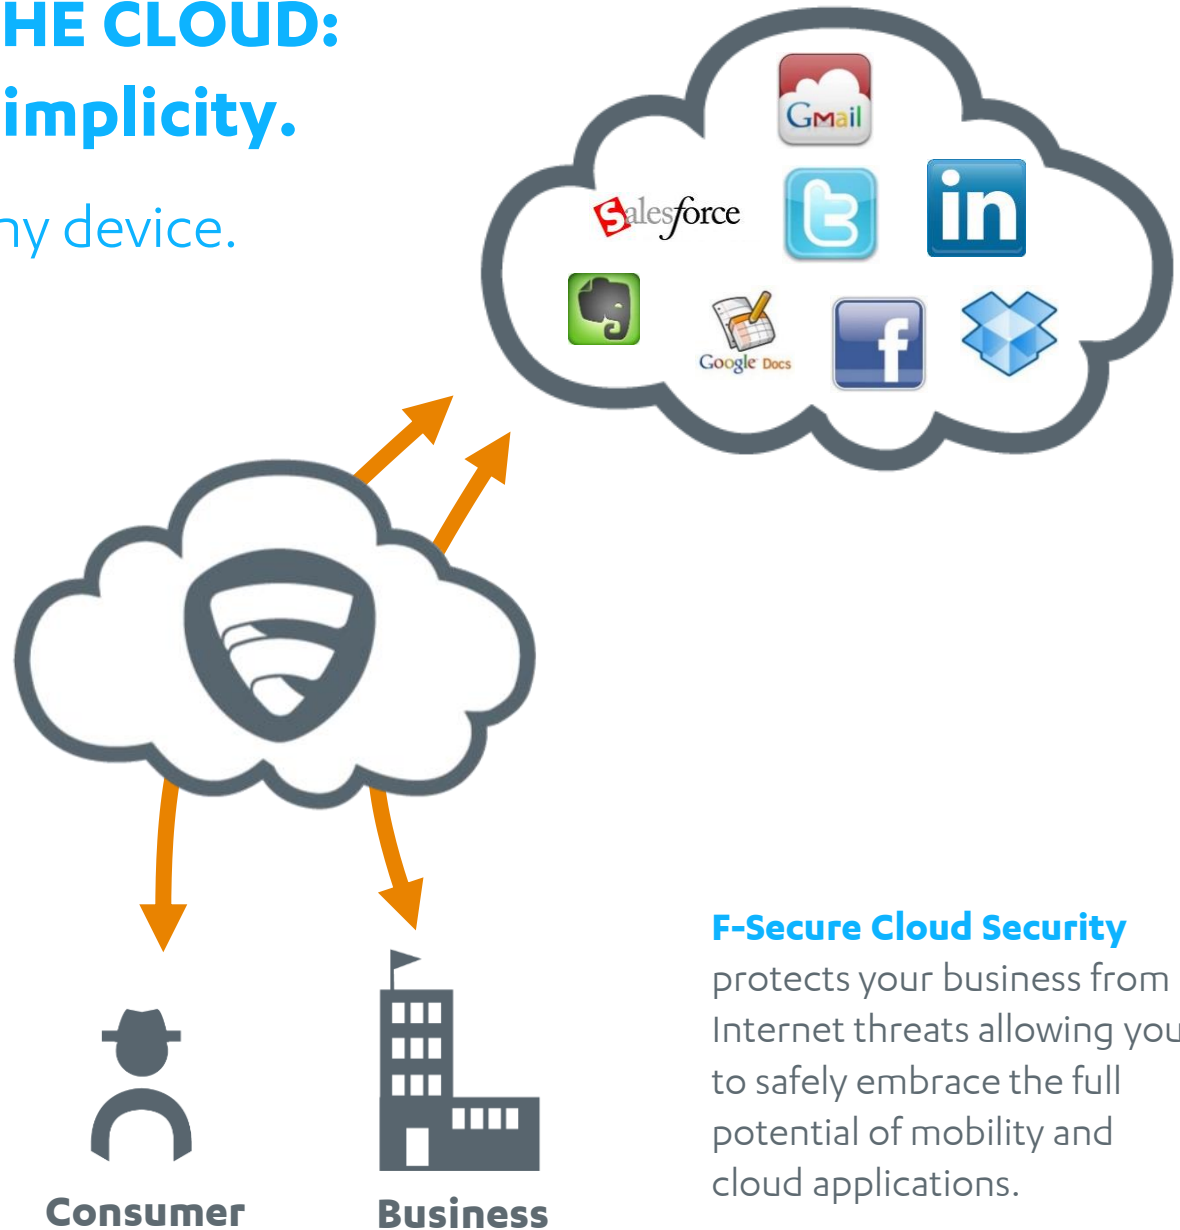 HE CLOUD:
implicity.
ny device.
Gmail
Salesforce
in
Google Docs
F-Secure Cloud Security
protects your business from
Internet threats allowing you
to safely embrace the full
potential of mobility and
cloud applications.
Consumer
Business